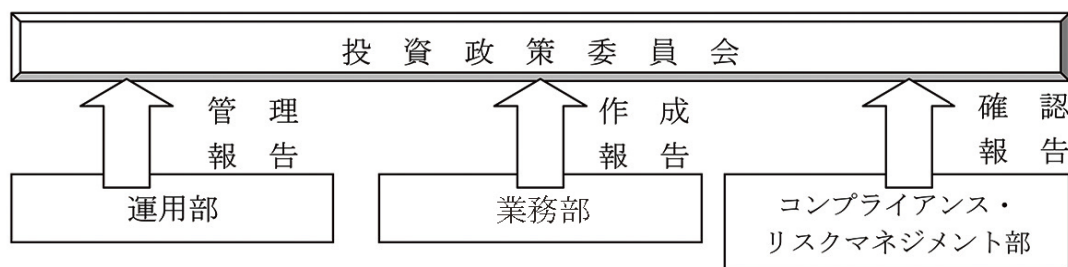 投資政策委員会
管理
報告
作成
報告
確認
報告
運用部
業務部
コンプライアンス・
リスクマネジメント部